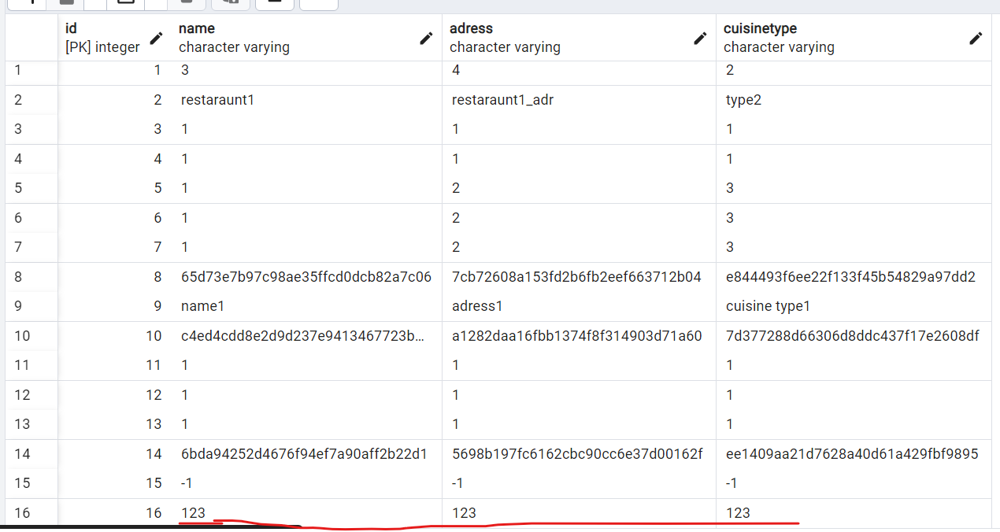 id name adress cuisinetype
[PK] integer character varying character varying character varying
1 1 3 4 2
2 2 restaraunt1 restaraunt1_adr type2
3 3 1 1 1
4 4 1 1 1
5 5 1 2 3
6 6 1 2 3
7 7 1 2 3
8 8 65d73e7b97c98ae35ffcd0dcb82a7c06 7cb72608a153fd2b6fb2eef663712b04 e844493f6ee22f133f45b54829a97dd2
9 9 name1 adress1 cuisine type1
10 10 c4ed4cdd8e2d9d237e9413467723b... a1282daa16fbb1374f8f314903d71a60 7d377288d66306d8ddc437f17e2608df
11 11 1 1 1
12 12 1 1 1
13 13 1 1 1
14 14 6bda94252d4676f94ef7a90aff2b22d1 5698b197fc6162cbc90cc6e37d00162f ee1409aa21d7628a40d61a429fbf9895
15 15 -1 -1 -1
16 16 123 123 123